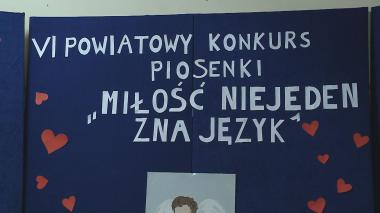 VI POWIATOWY KONKURS
PIOSENKI
„MIŁOŚĆ NIEJEDEN
ZNA JĘZYK"